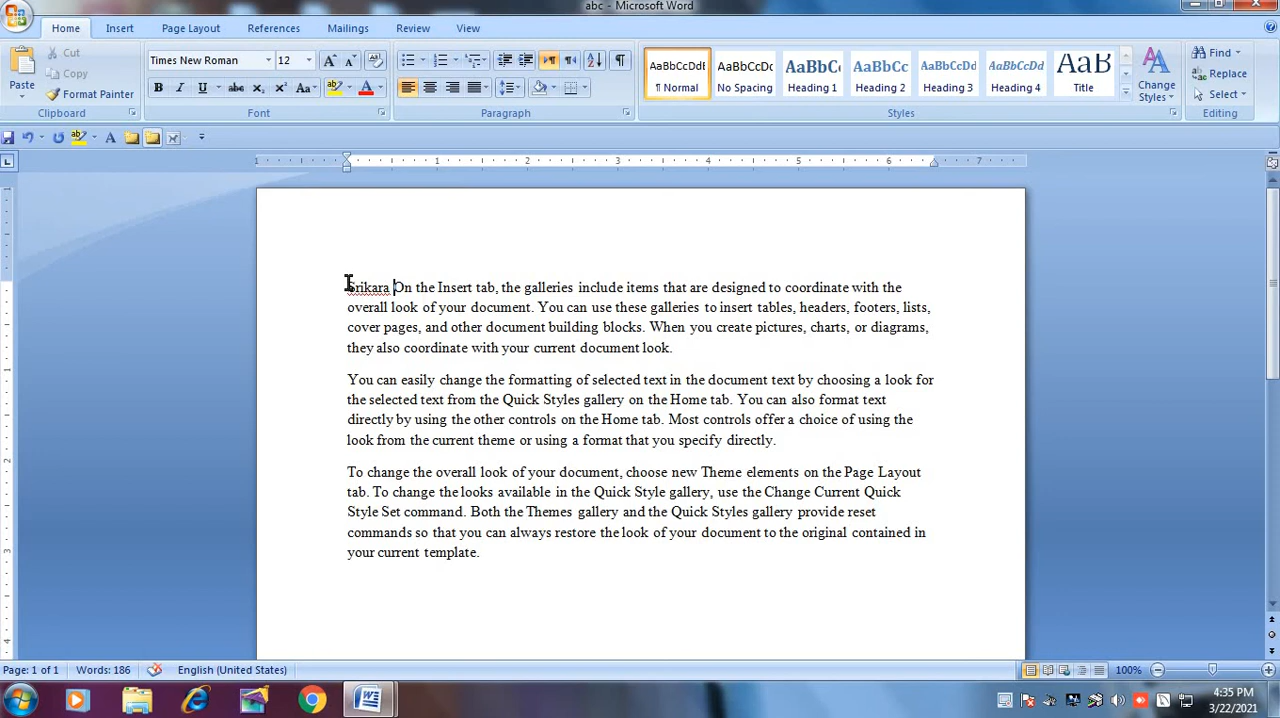 abc - Microsoft Word
Home Insert Page Layout References Mailings Review View
Paste
Cut
Copy
Format Painter
Clipboard
Times New Roman 12
Font
Paragraph
AaBbCcDdE AaBbCcDc AaBbC AaBbCc AaBbCcDd AaBbCcDd AaB
¶ Normal No Spacing Heading 1 Heading 2 Heading 3 Heading 4 Title
Change
Styles
Styles
Find
Replace
Select
Editing
1 1 2 3 4 5 6 7
Srikara On the Insert tab, the galleries include items that are designed to coordinate with the
overall look of your document. You can use these galleries to insert tables, headers, footers, lists,
cover pages, and other document building blocks. When you create pictures, charts, or diagrams,
they also coordinate with your current document look.
You can easily change the formatting of selected text in the document text by choosing a look for
the selected text from the Quick Styles gallery on the Home tab. You can also format text
directly by using the other controls on the Home tab. Most controls offer a choice of using the
look from the current theme or using a format that you specify directly.
To change the overall look of your document, choose new Theme elements on the Page Layout
tab. To change the looks available in the Quick Style gallery, use the Change Current Quick
Style Set command. Both the Themes gallery and the Quick Styles gallery provide reset
commands so that you can always restore the look of your document to the original contained in
your current template.
Page: 1 of 1 Words: 186 English (United States) 100%
4:35 PM
3/22/2021